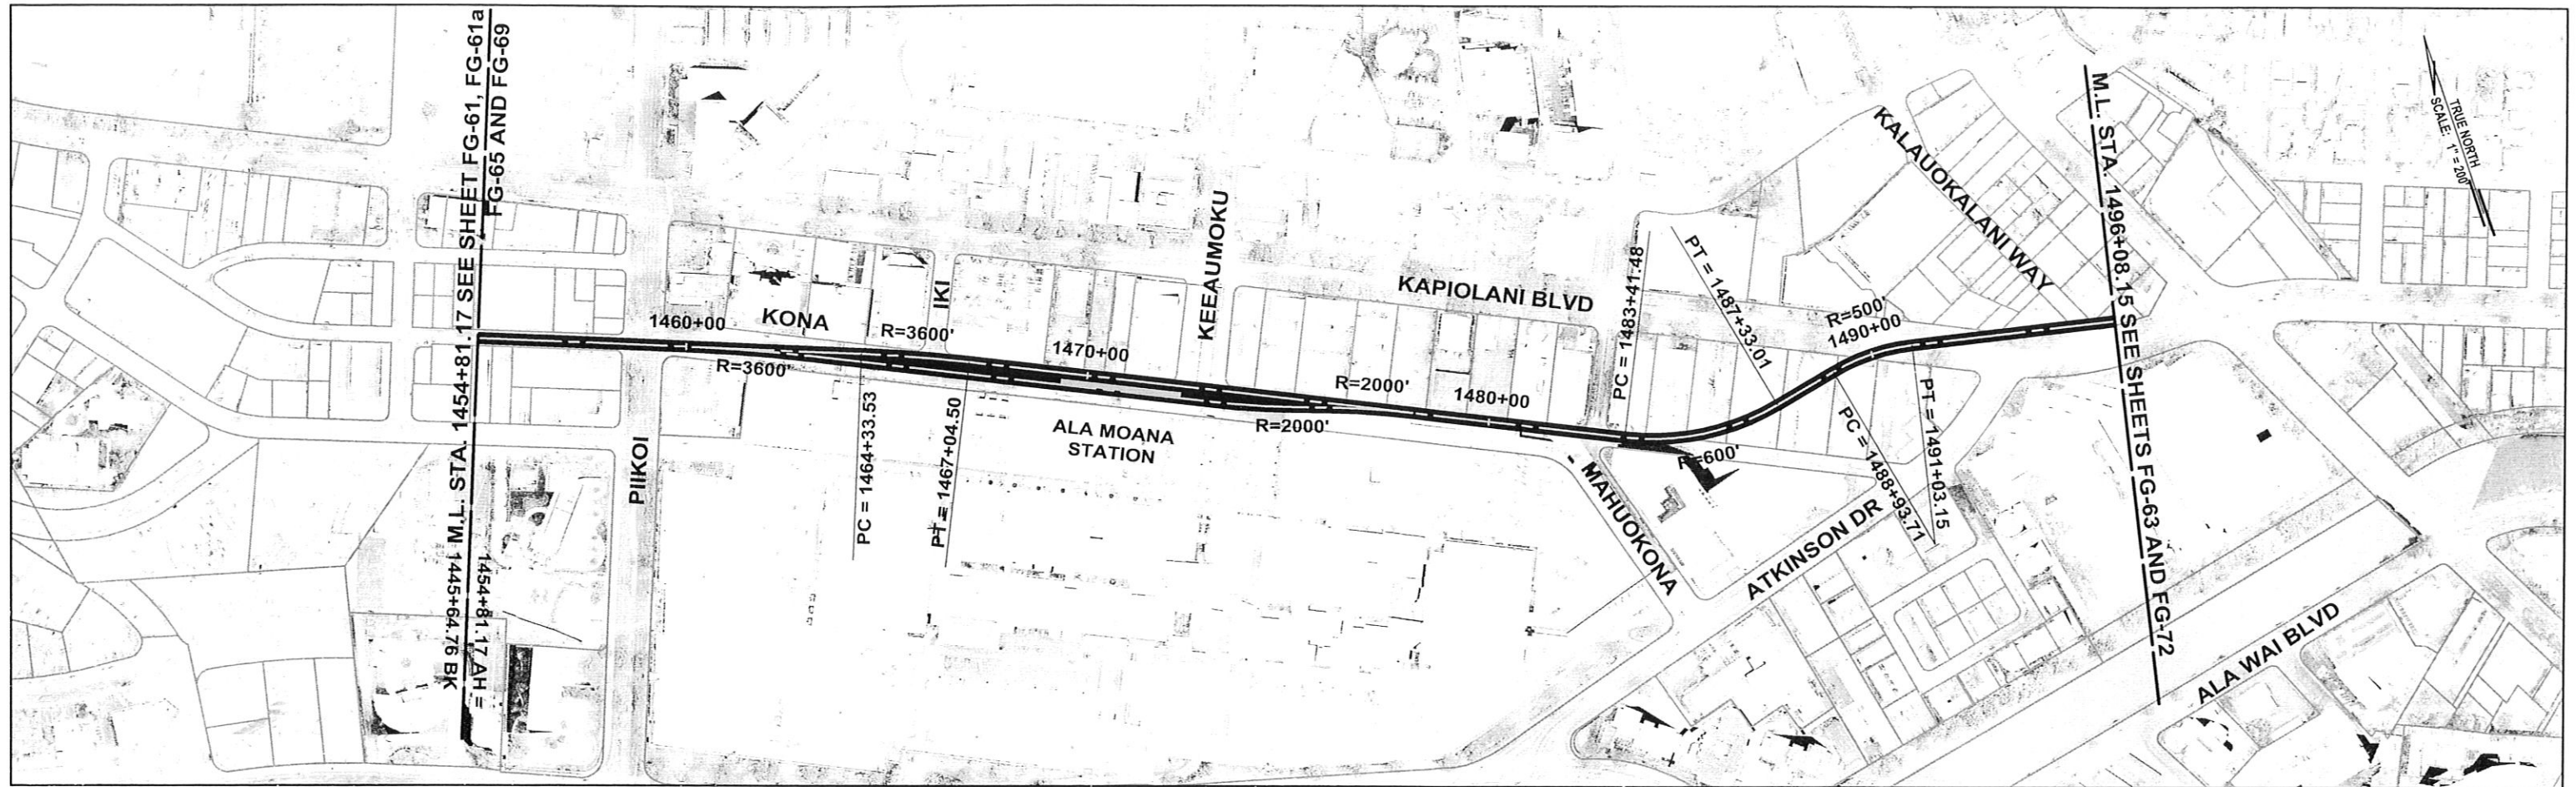 M.L. STA. 1454+81.17 SEE SHEET FG-61, FG-61a
FG-65 AND FG-69
1445+64.76 BK
1454+81.17 AH =
PIIKOI
1460+00
KONA
R=3600'
R=3600'
IKI
PC = 1464+33.53
PT = 1467+04.50
1470+00
ALA MOANA
STATION
KEEAUMOKU
R=2000'
R=2000'
KAPIOLANI BLVD
1480+00
PC = 1483+41.48
R=600'
MAHUOKONA
ATKINSON DR
PT = 1487+33.01
PC = 1488+93.71
R=500'
1490+00
PT = 1491+03.15
KALAUOKALANI WAY
M.L. STA. 1496+08.15 SEE SHEETS FG-63 AND FG-72
ALA WAI BLVD
TRUE NORTH
SCALE: 1" = 200'